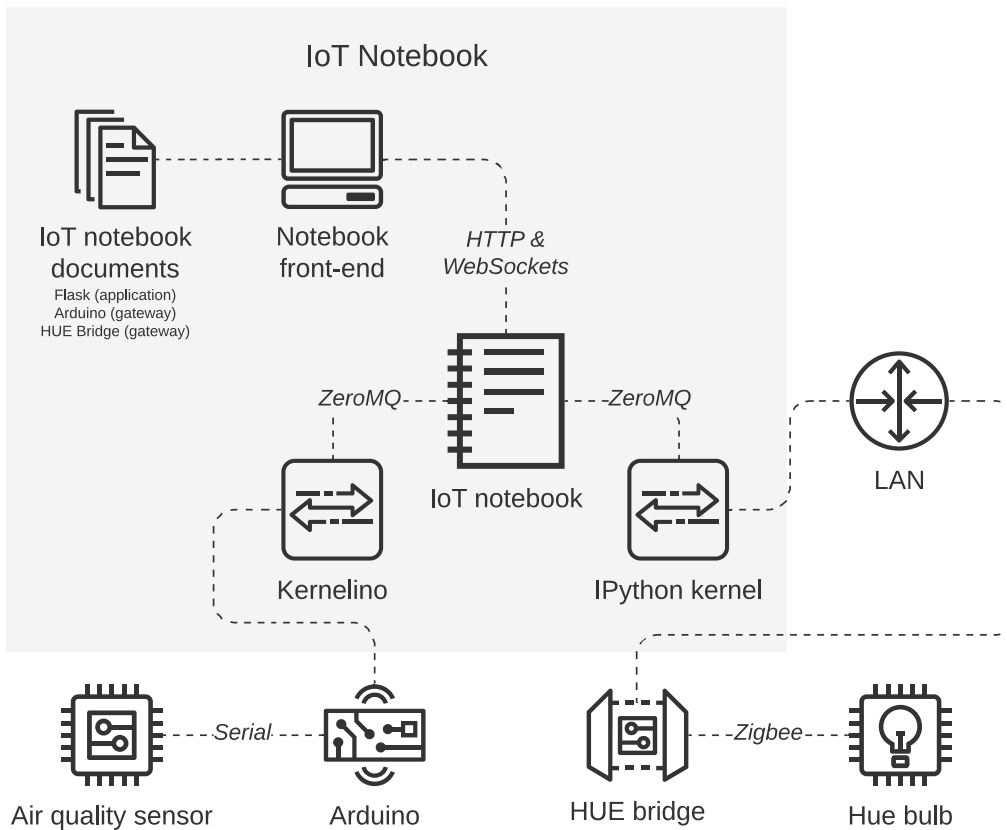 IoT Notebook
IoT notebook
documents
Flask (application)
Arduino (gateway)
HUE Bridge (gateway)
Notebook
front-end
HTTP &
WebSockets
ZeroMQ
ZeroMQ
IoT notebook
LAN
Kernelino
IPython kernel
Serial
Zigbee
Air quality sensor
Arduino
HUE bridge
Hue bulb